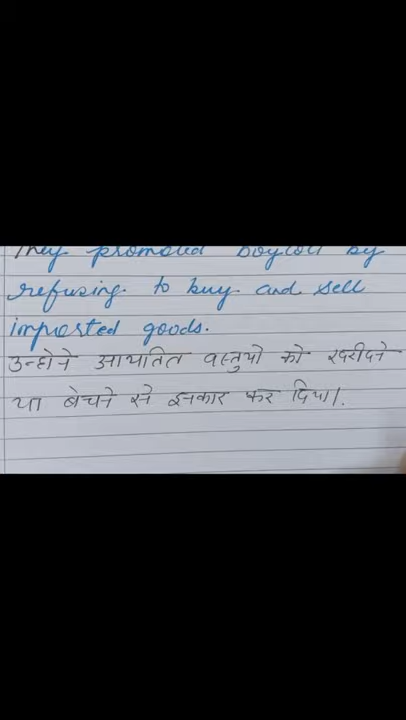 They promoted boycott by
refusing to buy and sell
imported goods.
उन्होने आयातित वस्तुयो को खरीदने
या बेचने से इनकार कर दिया।.